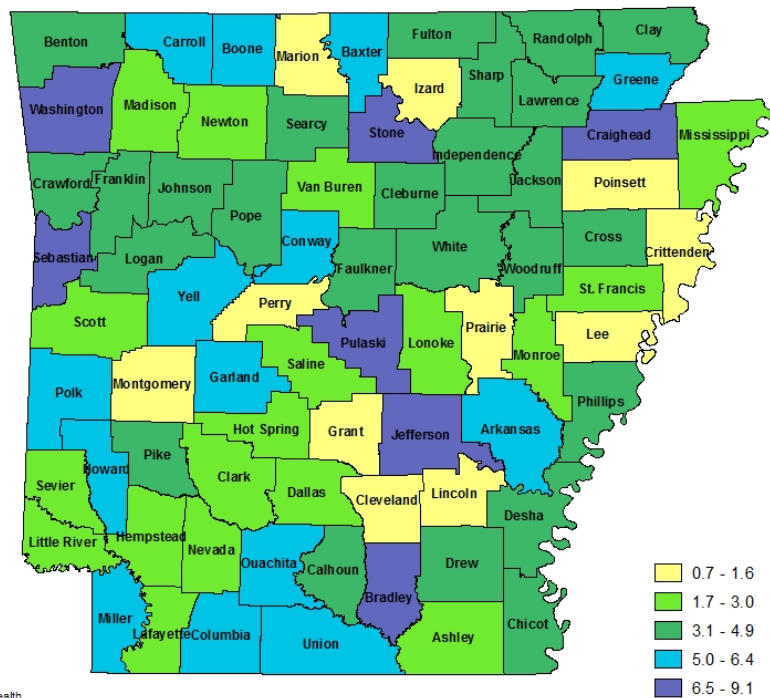 Benton
Carroll
Boone
Marion
Baxter
Fulton
Randolph
Clay
Izard
Sharp
Greene
Washington
Madison
Newton
Searcy
Stone
Lawrence
Independence
Craighead
Mississippi
Crawford
Franklin
Johnson
Pope
Van Buren
Cleburne
Jackson
Poinsett
Sebastian
Logan
Conway
Faulkner
White
Woodruff
Cross
Crittenden
Scott
Yell
Perry
Pulaski
Lonoke
Prairie
Monroe
St. Francis
Lee
Polk
Montgomery
Garland
Saline
Hot Spring
Grant
Jefferson
Arkansas
Phillips
Howard
Pike
Clark
Dallas
Cleveland
Lincoln
Desha
Sevier
Little River
Hempstead
Nevada
Ouachita
Calhoun
Bradley
Drew
Miller
Lafayette
Columbia
Union
Ashley
Chicot
0.7 - 1.6
1.7 - 3.0
3.1 - 4.9
5.0 - 6.4
6.5 - 9.1